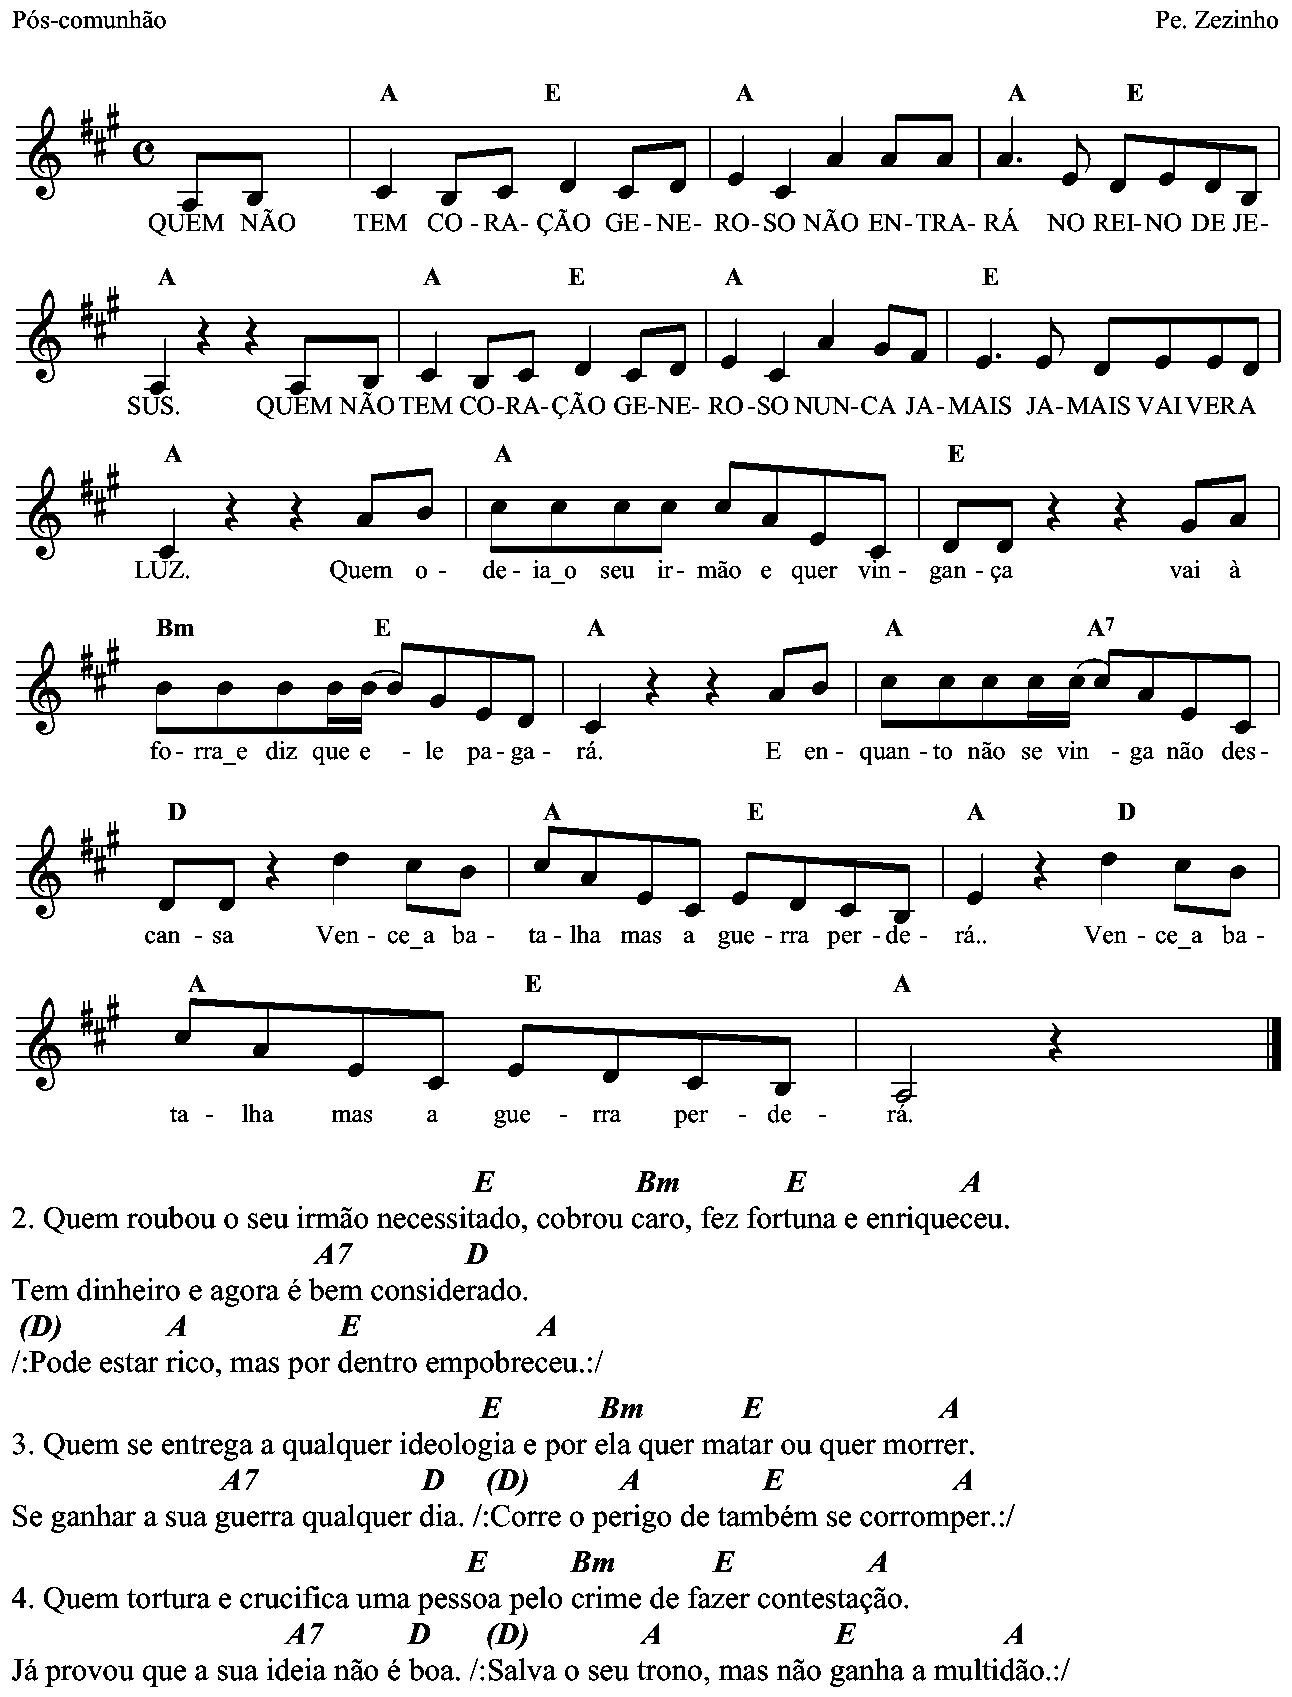 Pós-comunhão Pe. Zezinho
A E A A E
QUEM NÃO TEM CO-RA-ÇÃO GE-NE-RO-SO NÃO EN-TRA-RÁ NO REI-NO DE JE-
A A E A E
SUS. QUEM NÃO TEM CO-RA-ÇÃO GE-NE-RO-SO NUN-CA JA-MAIS JA-MAIS VAI VER A
A A E
LUZ. Quem o-de-ia_o seu ir-mão e quer vin-gan-ça vai à
Bm E A A A7
fo-rra_e diz que e-le pa-ga-rá. E en-quan-to não se vin-ga não des-
D A E A D
can-sa Ven-ce_a ba-ta-lha mas a gue-rra per-de-rá.. Ven-ce_a ba-
A E A
ta-lha mas a gue-rra per-de-rá.
E Bm E A
2. Quem roubou o seu irmão necessitado, cobrou caro, fez fortuna e enriqueceu.
A7 D
Tem dinheiro e agora é bem considerado.
(D) A E A
/:Pode estar rico, mas por dentro empobreceu.:/
E Bm E A
3. Quem se entrega a qualquer ideologia e por ela quer matar ou quer morrer.
A7 D (D) A E A
Se ganhar a sua guerra qualquer dia. /:Corre o perigo de também se corromper.:/
E Bm E A
4. Quem tortura e crucifica uma pessoa pelo crime de fazer contestação.
A7 D (D) A E A
Já provou que a sua ideia não é boa. /:Salva o seu trono, mas não ganha a multidão.:/